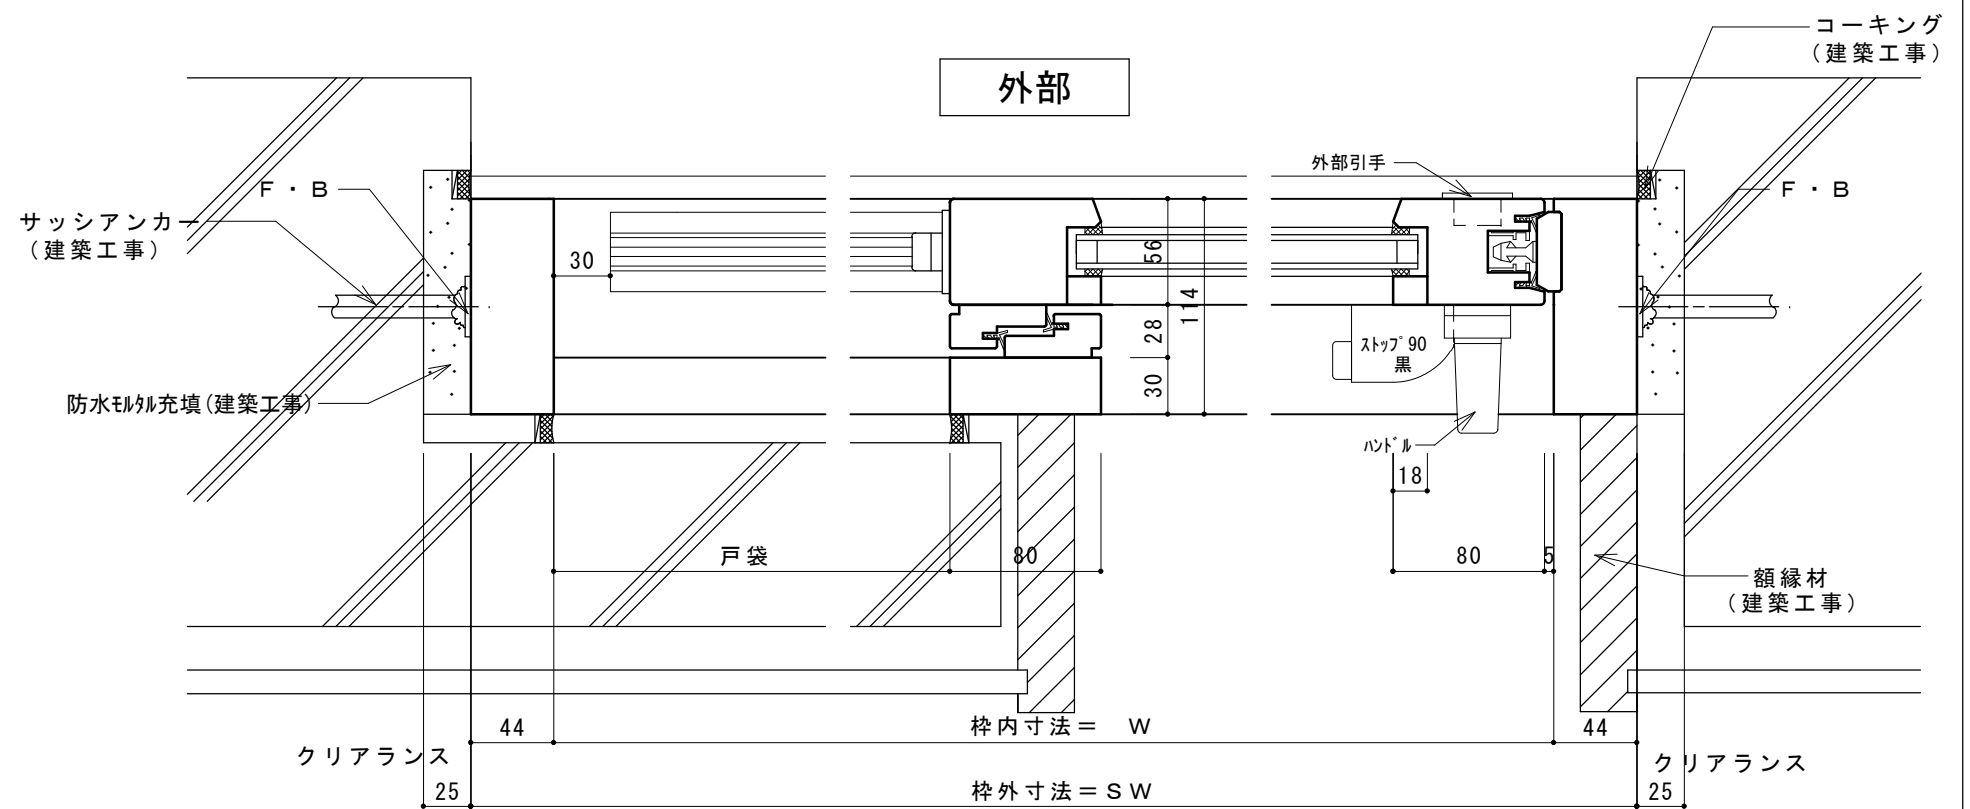 コーキング
(建築工事)
外部
外部引手
F・B
F・B
サッシアンカー
(建築工事)
30
56
114
28
30
ストップ90
黒
防水モルタル充填(建築工事)
ハンドル
18
戸袋
80
80
5
額縁材
(建築工事)
44
枠内寸法= W
44
クリアランス
クリアランス
25
枠外寸法=SW
25